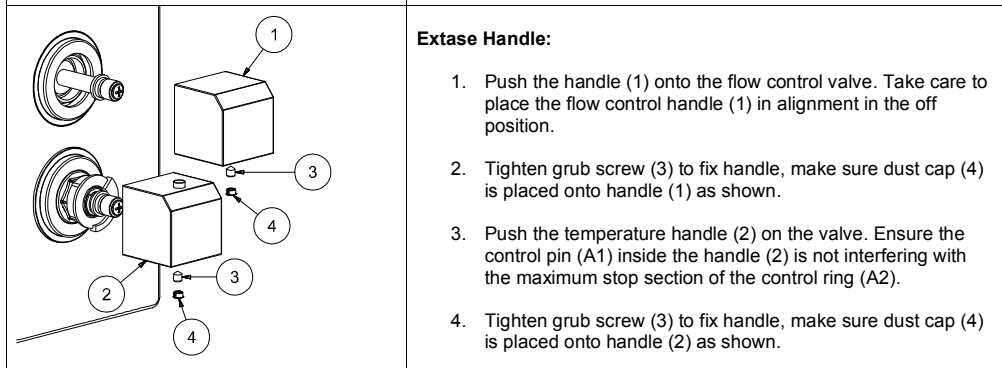 1
3
4
3
2
4
Extase Handle:
1. Push the handle (1) onto the flow control valve. Take care to
place the flow control handle (1) in alignment in the off
position.
2. Tighten grub screw (3) to fix handle, make sure dust cap (4)
is placed onto handle (1) as shown.
3. Push the temperature handle (2) on the valve. Ensure the
control pin (A1) inside the handle (2) is not interfering with
the maximum stop section of the control ring (A2).
4. Tighten grub screw (3) to fix handle, make sure dust cap (4)
is placed onto handle (2) as shown.